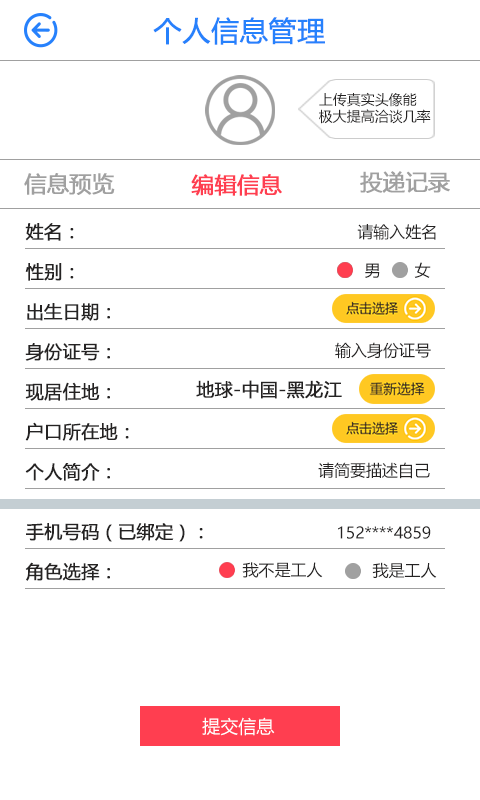 个人信息管理
上传真实头像能
极大提高洽谈几率
信息预览 编辑信息 投递记录
姓名： 请输入姓名
性别： 男 女
出生日期： 点击选择
身份证号： 输入身份证号
现居住地： 地球-中国-黑龙江 重新选择
户口所在地： 点击选择
个人简介： 请简要描述自己
手机号码（已绑定）： 152****4859
角色选择： 我不是工人 我是工人
提交信息